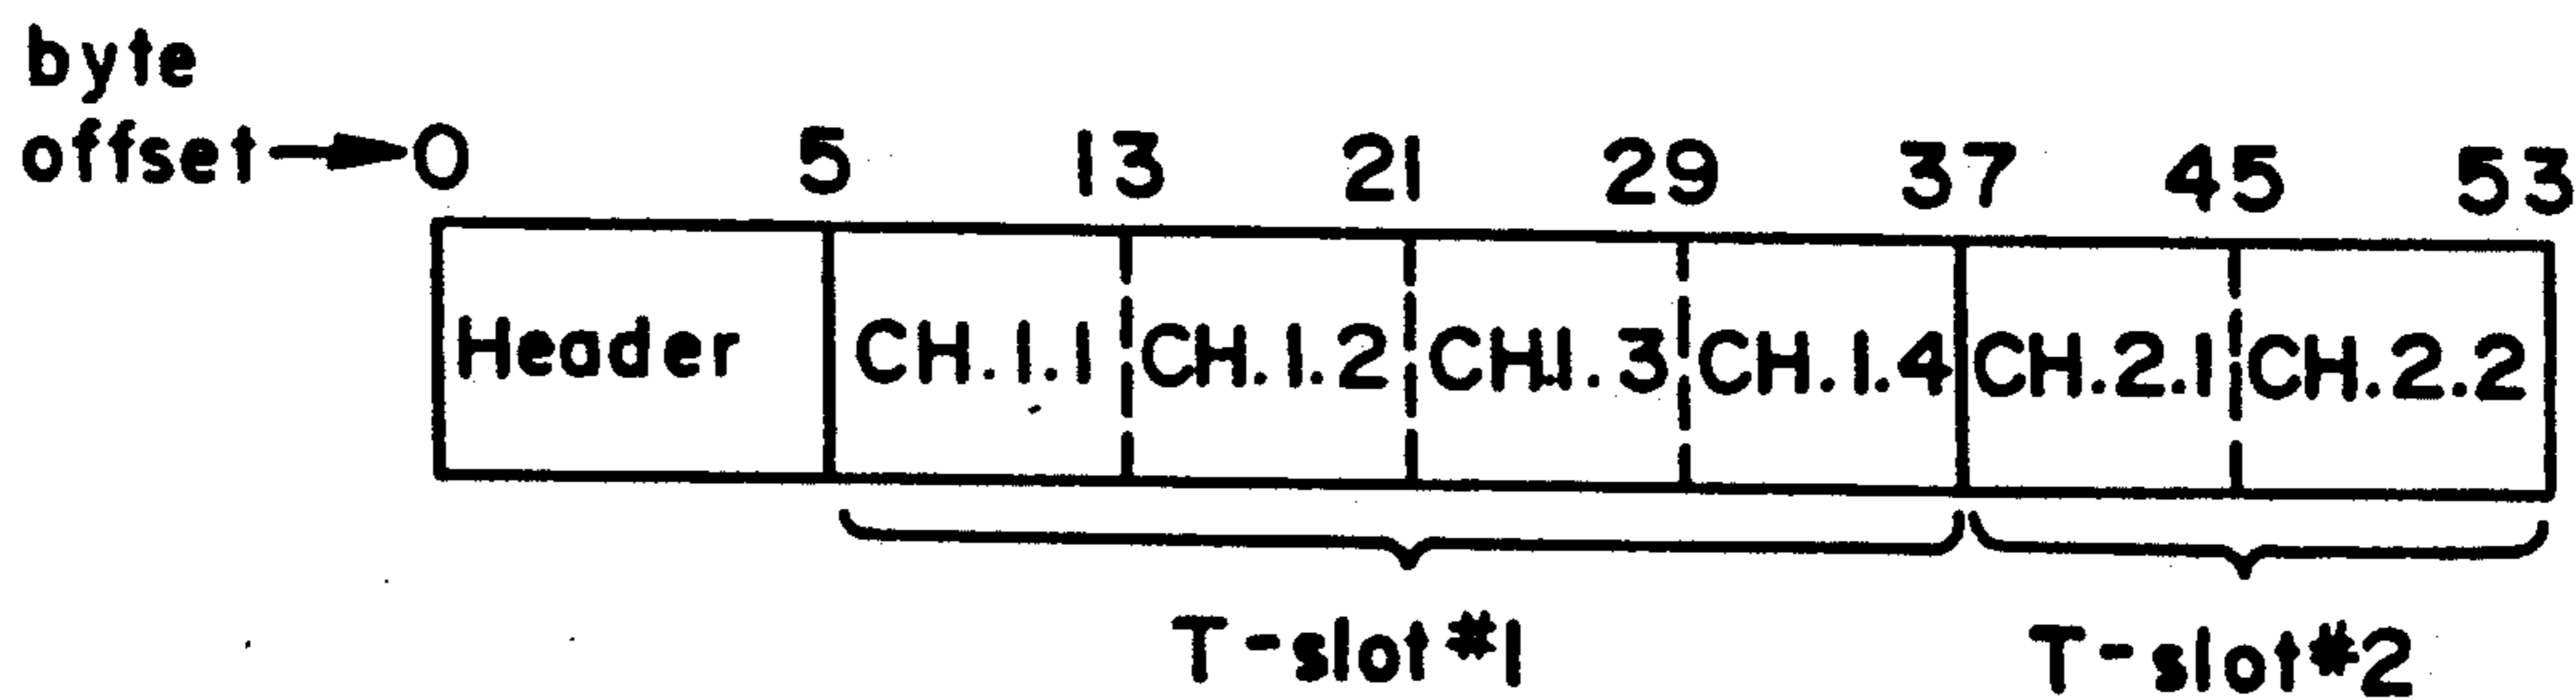 byte
offset 0 5 13 21 29 37 45 53
Header CH.1.1 CH.1.2 CH1.3 CH.1.4 CH.2.1 CH.2.2
T-slot#1 T-slot#2